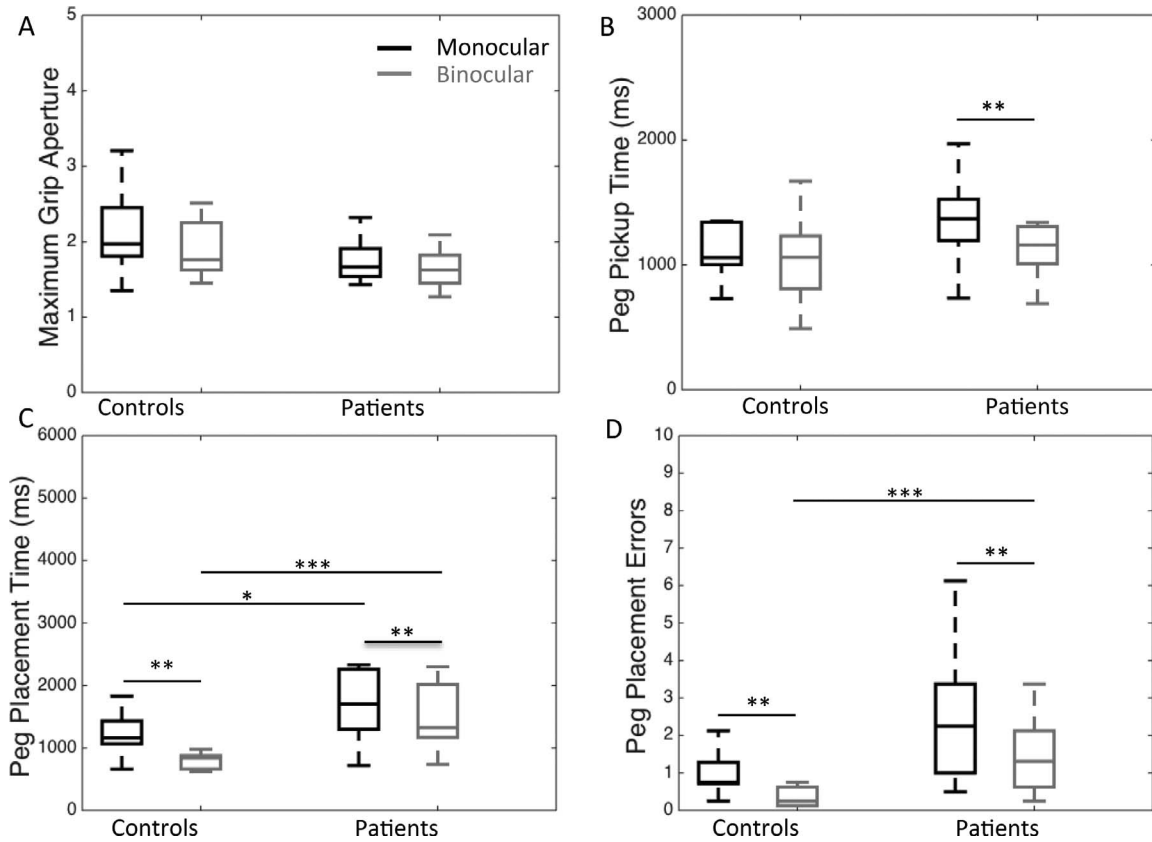 A
5
4
3
2
1
0
Maximum Grip Aperture
Monocular
Binocular
Controls
Patients
B
3000
2000
1000
0
Peg Pickup Time (ms)
**
Controls
Patients
C
6000
5000
4000
3000
2000
1000
0
Peg Placement Time (ms)
***
*
**
**
Controls
Patients
D
10
9
8
7
6
5
4
3
2
1
0
Peg Placement Errors
***
**
**
Controls
Patients